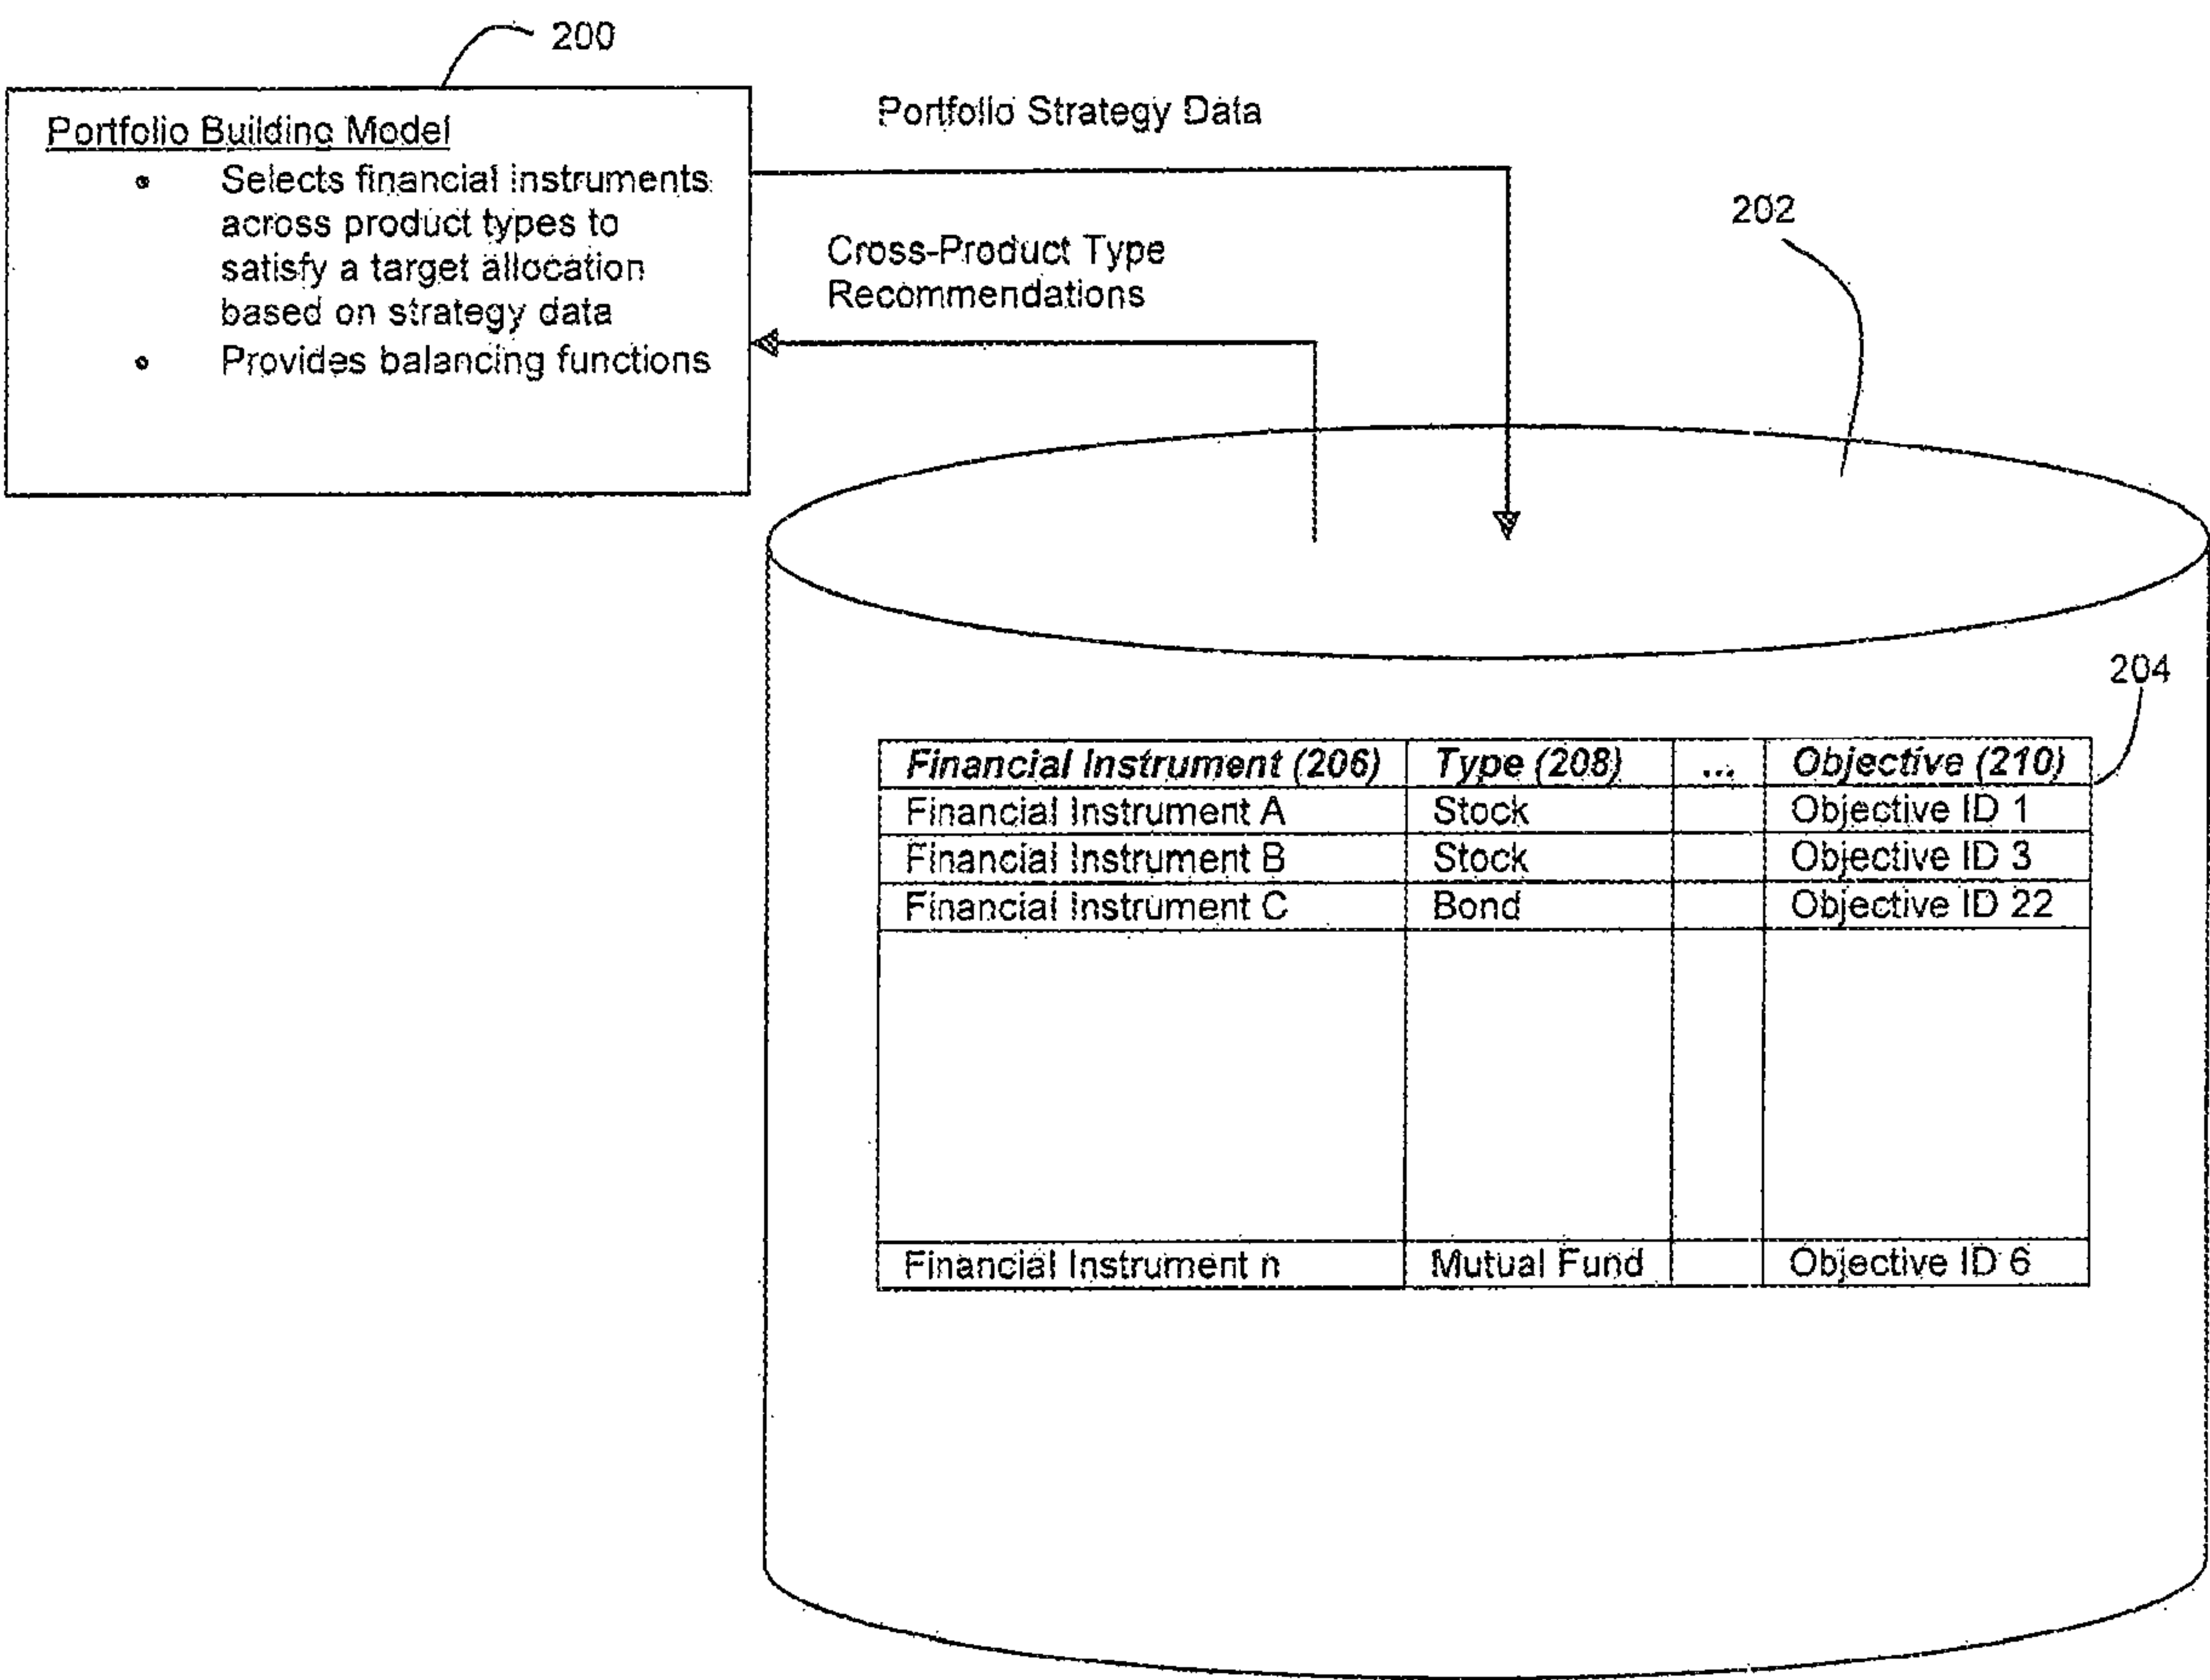 200
Portfolio Building Model
• Selects financial instruments
across product types to
satisfy a target allocation
based on strategy data
• Provides balancing functions
Portfolio Strategy Data
Cross-Product Type
Recommendations
202
204
Financial Instrument (206) Type (208) ... Objective (210)
Financial Instrument A Stock Objective ID 1
Financial Instrument B Stock Objective ID 3
Financial Instrument C Bond Objective ID 22
Financial Instrument n Mutual Fund Objective ID 6